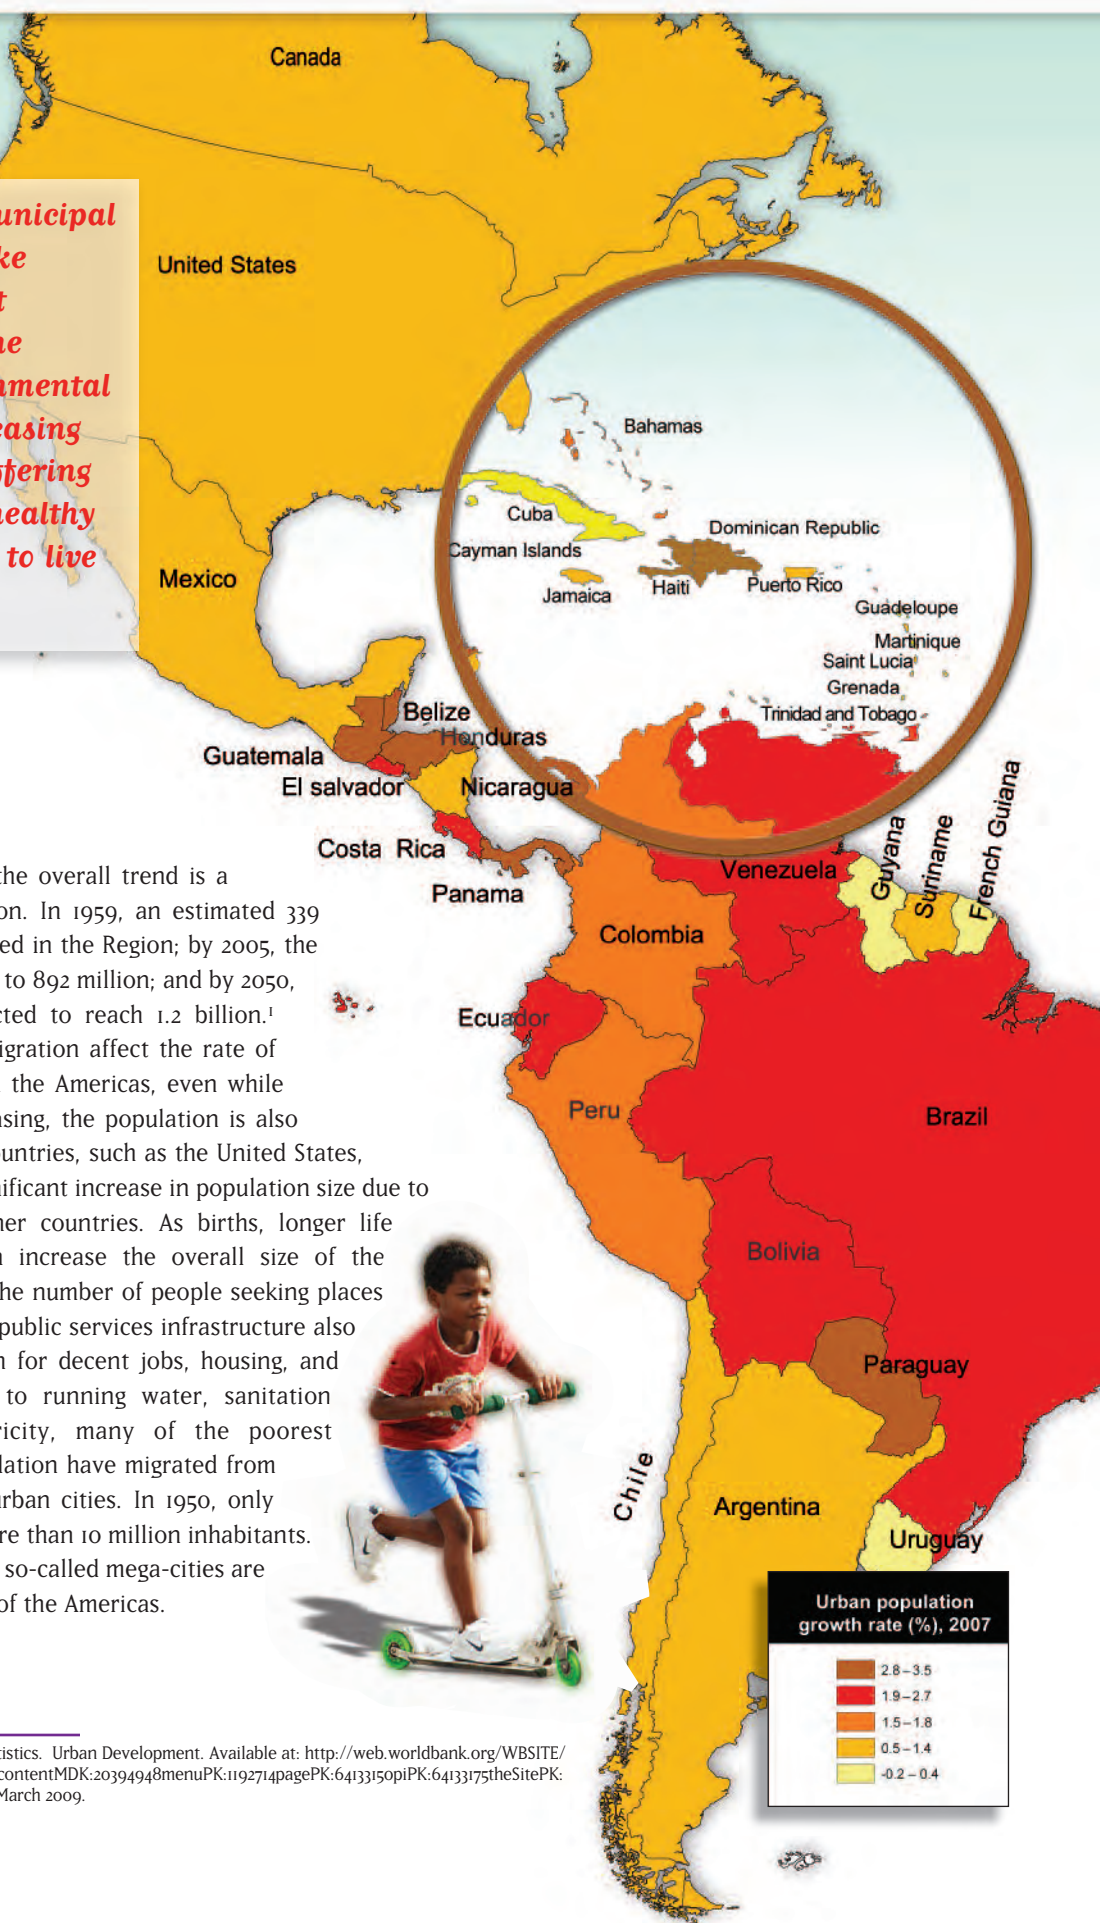 Canada
unicipal
ke
t
ne
nmental
easing
ffering
healthy
to live
United States
Mexico
Bahamas
Cuba
Dominican Republic
Cayman Islands
Jamaica
Haiti
Puerto Rico
Guadeloupe
Martinique
Saint Lucia
Grenada
Trinidad and Tobago
Belize
Honduras
Guatemala
El salvador
Nicaragua
Costa Rica
Panama
Venezuela
Guyana
Suriname
French Guiana
Colombia
Ecuador
Peru
Brazil
Bolivia
Paraguay
Chile
Argentina
Uruguay
the overall trend is a
on. In 1959, an estimated 339
ed in the Region; by 2005, the
to 892 million; and by 2050,
cted to reach 1.2 billion.¹
igration affect the rate of
the Americas, even while
asing, the population is also
ountries, such as the United States,
nificant increase in population size due to
her countries. As births, longer life
increase the overall size of the
he number of people seeking places
public services infrastructure also
n for decent jobs, housing, and
to running water, sanitation
ricity, many of the poorest
lation have migrated from
urban cities. In 1950, only
re than 10 million inhabitants.
so-called mega-cities are
of the Americas.
Urban population
growth rate (%), 2007
2.8–3.5
1.9–2.7
1.5–1.8
0.5–1.4
-0.2–0.4
tistics. Urban Development. Available at: http://web.worldbank.org/WBSITE/
contentMDK:20394948menuPK:1192714pagePK:64133150piPK:64133175theSitePK:
March 2009.